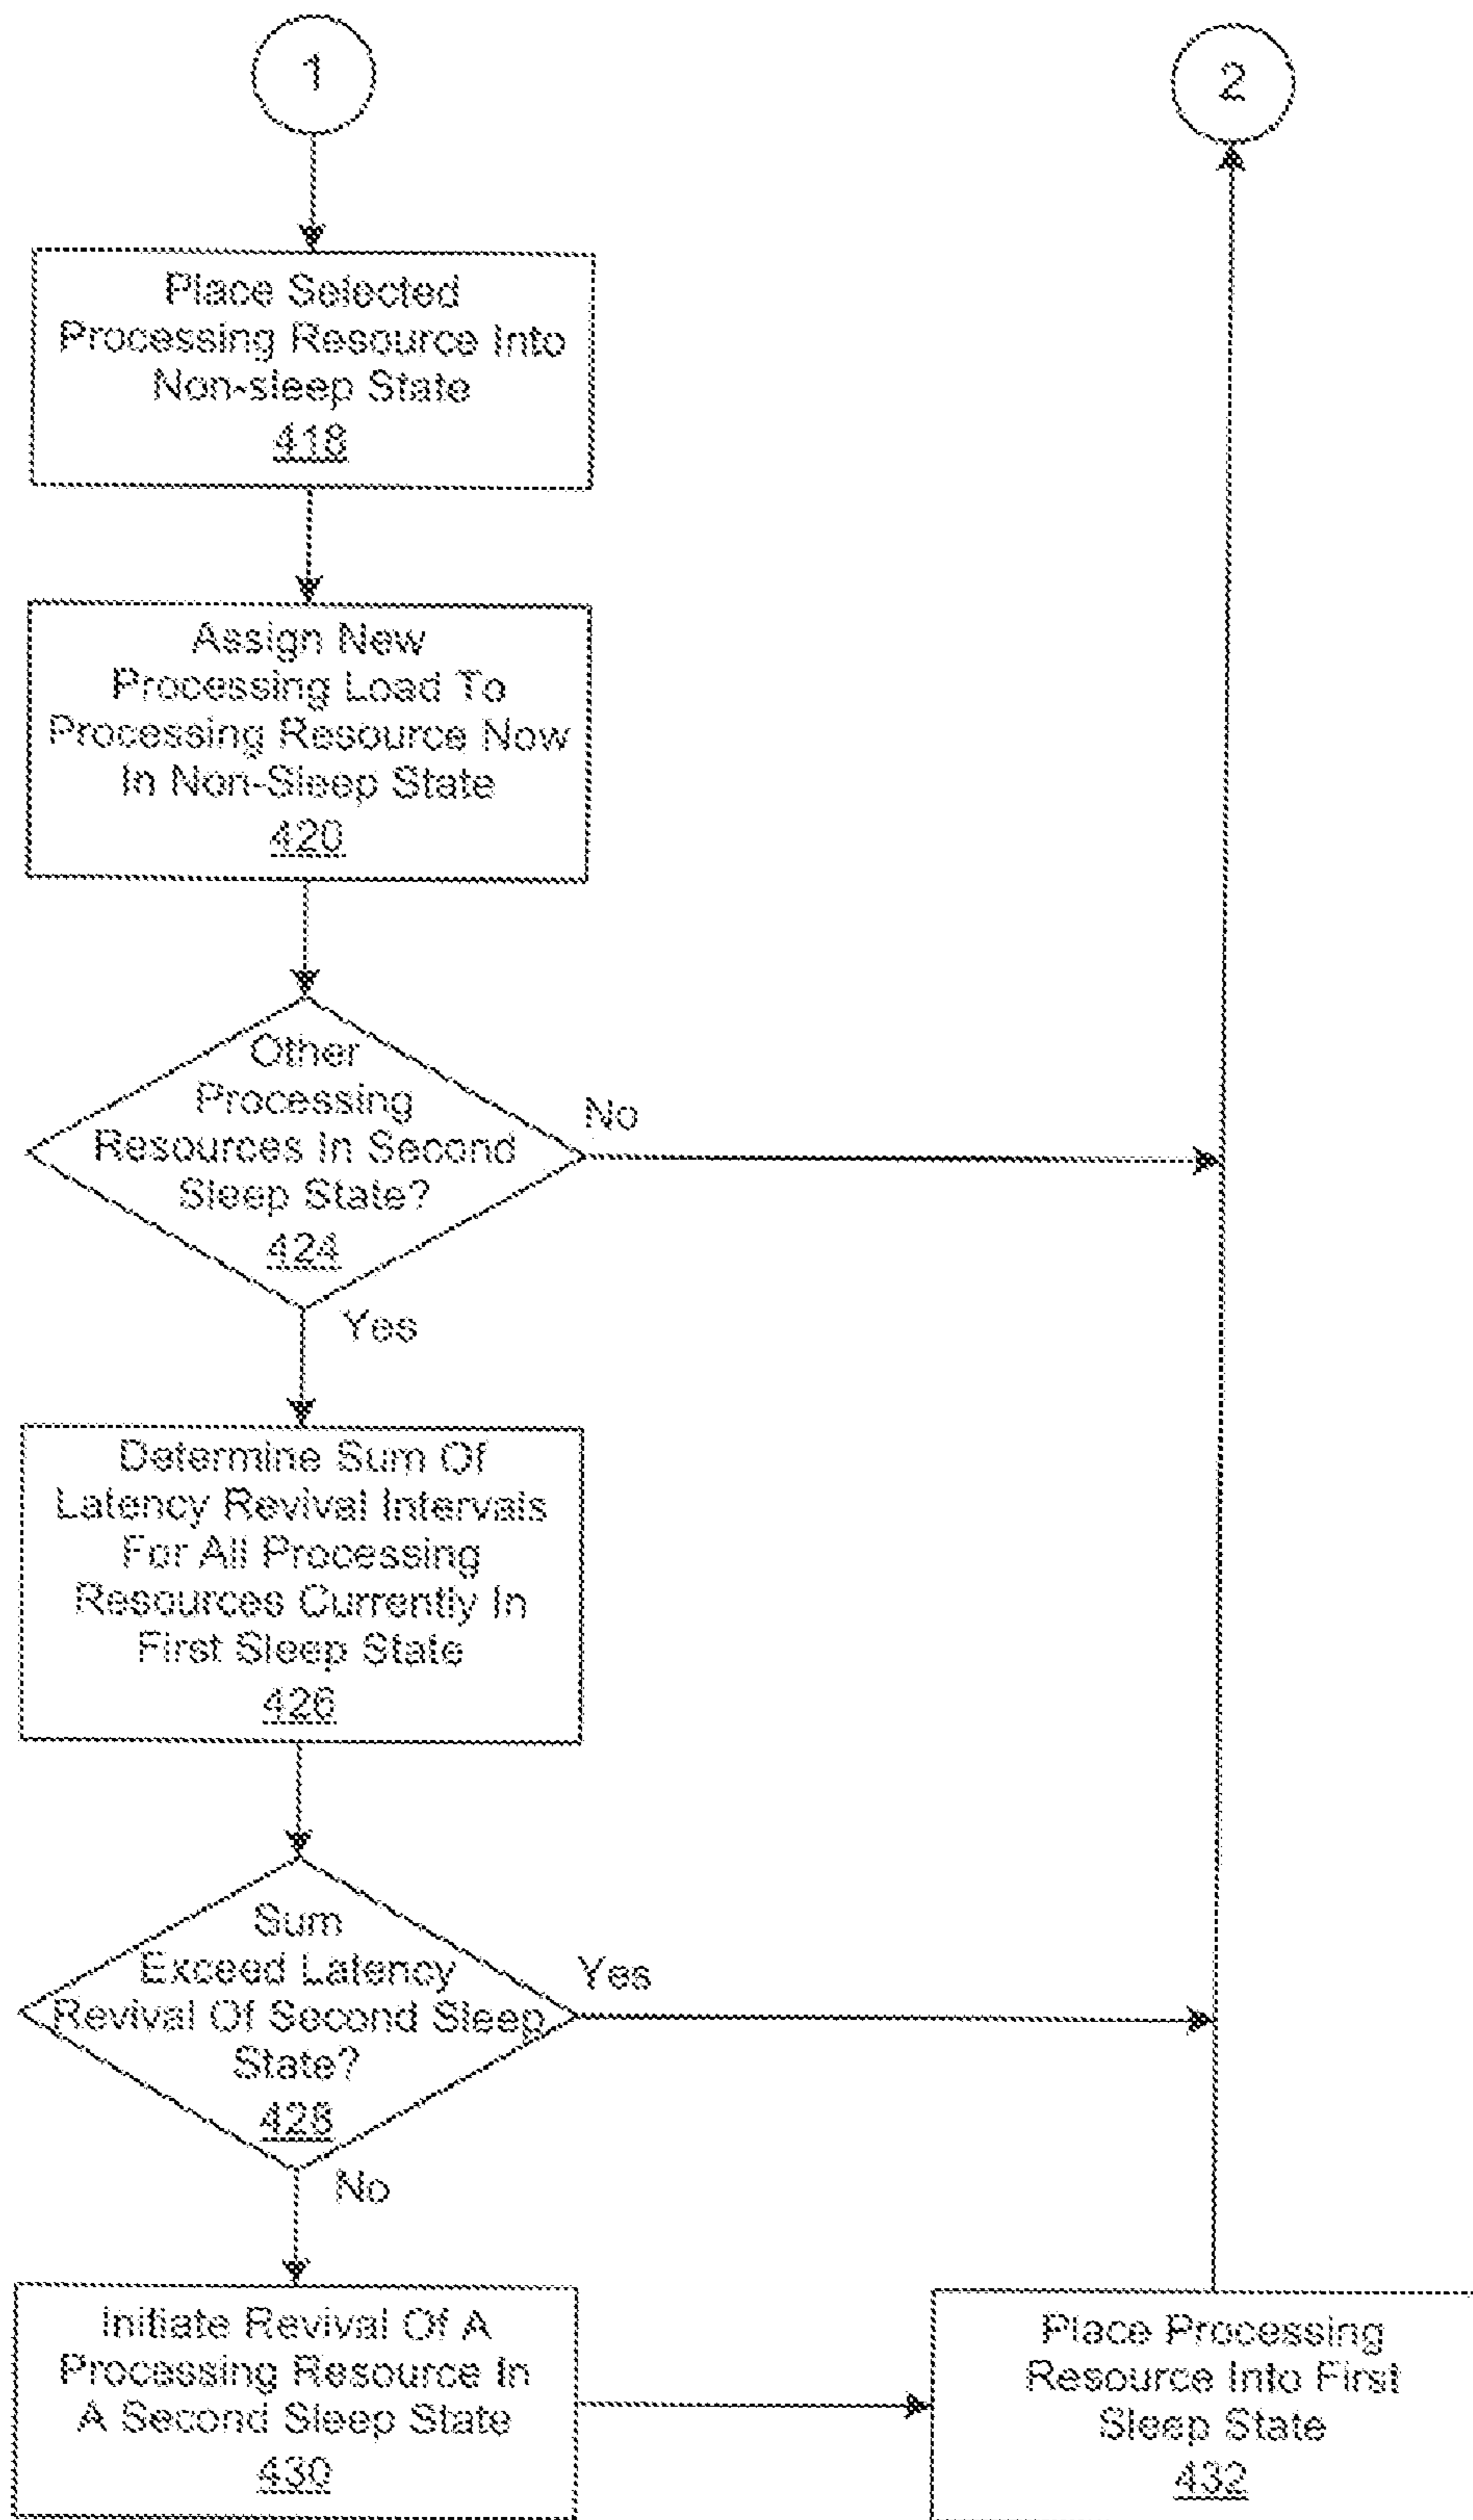 1
2
Place Selected
Processing Resource Into
Non-sleep State
418
Assign New
Processing Load To
Processing Resource Now
In Non-Sleep State
420
Other
Processing
Resources In Second
Sleep State?
424
No
Yes
Determine Sum Of
Latency Revival Intervals
For All Processing
Resources Currently In
First Sleep State
426
Sum
Exceed Latency
Revival Of Second Sleep
State?
428
Yes
No
Initiate Revival Of A
Processing Resource In
A Second Sleep State
430
Place Processing
Resource Into First
Sleep State
432